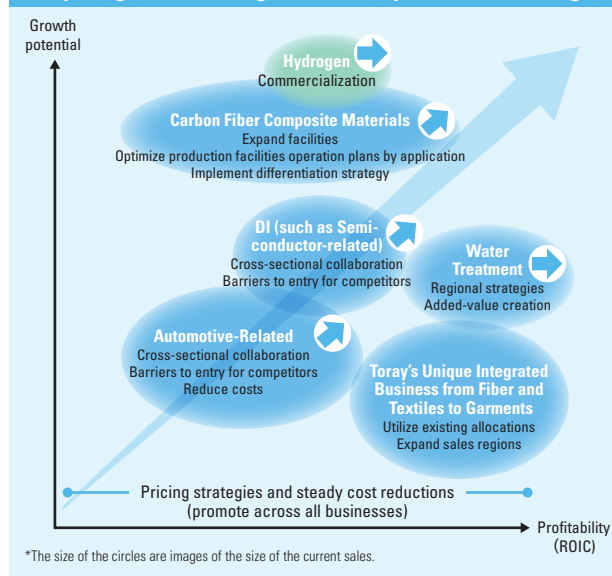 Growth
potential
Hydrogen
Commercialization
Carbon Fiber Composite Materials
Expand facilities
Optimize production facilities operation plans by application
Implement differentiation strategy
DI (such as Semi-
conductor-related)
Cross-sectional collaboration
Barriers to entry for competitors
Water
Treatment
Regional strategies
Added-value creation
Automotive-Related
Cross-sectional collaboration
Barriers to entry for competitors
Reduce costs
Toray's Unique Integrated
Business from Fiber and
Textiles to Garments
Utilize existing allocations
Expand sales regions
Pricing strategies and steady cost reductions
(promote across all businesses)
Profitability
(ROIC)
*The size of the circles are images of the size of the current sales.